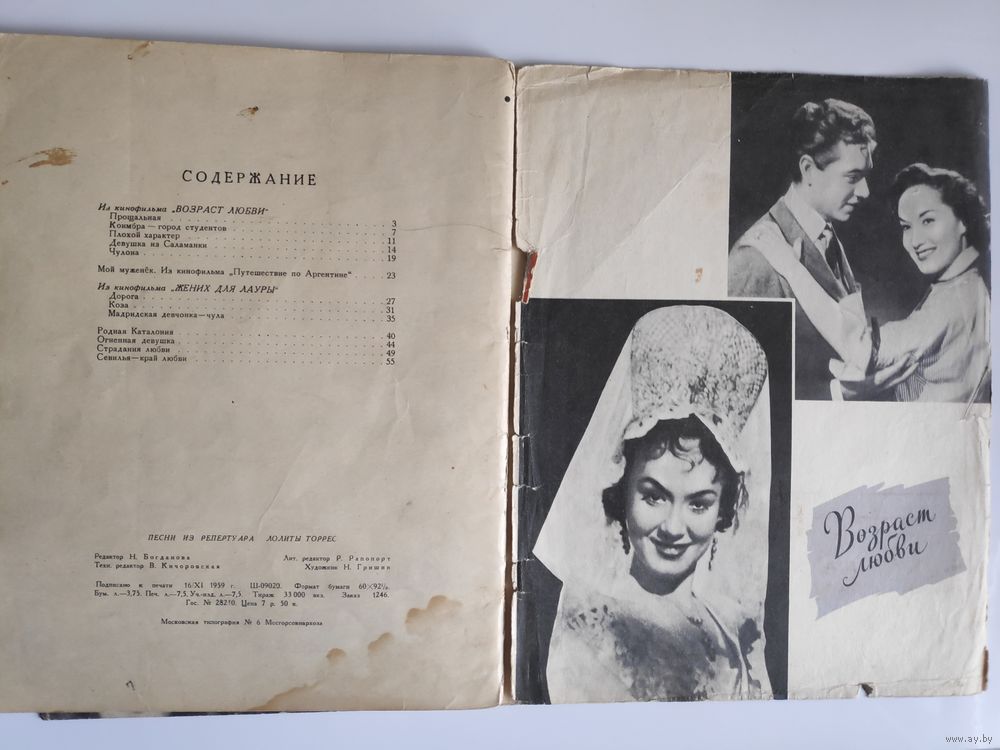 СОДЕРЖАНИЕ
Из кинофильма „ВОЗРАСТ ЛЮБВИ“
Прощальная 3
Коимбра — город студентов 7
Плохой характер 11
Девушка из Саламанки 14
Чулона 19
Мой муженёк. Из кинофильма „Путешествие по Аргентине“ 23
Из кинофильма „ЖЕНИХ ДЛЯ ЛАУРЫ“
Дорога 27
Коза 31
Мадридская девчонка—чула 35
Родная Каталония 40
Огненная девушка 44
Страдания любви 49
Севилья—край любви 55
ПЕСНИ ИЗ РЕПЕРТУАРА ЛОЛИТЫ ТОРРЕС
Редактор Н. Богданова Лит. редактор Р. Рапопорт
Техн. редактор В. Кичоровская Художник Н. Гришин
Подписано к печати 16/XI 1959 г. Ш-09020. Формат бумаги 60×92⅛.
Бум. л.—3,75. Печ. л.—7,5. Уч.-изд. л.—7,5. Тираж 33 000 экз. Заказ 1246.
Гос. № 28210. Цена 7 р. 50 к.
Московская типография № 6 Мосгорсовнархоза
Возраст
любви
www.ay.by